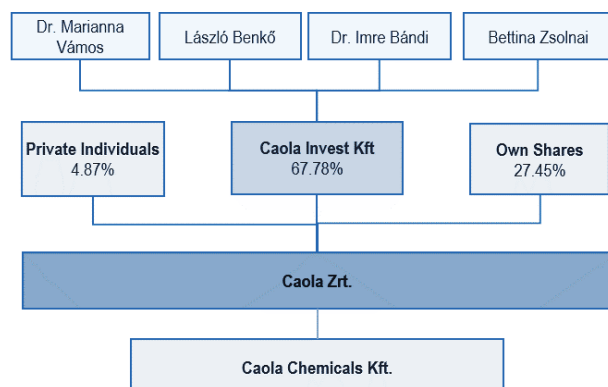 Dr. Marianna
Vámos
László Benkő
Dr. Imre Bándi
Bettina Zsolnai
Private Individuals
4.87%
Caola Invest Kft
67.78%
Own Shares
27.45%
Caola Zrt.
Caola Chemicals Kft.